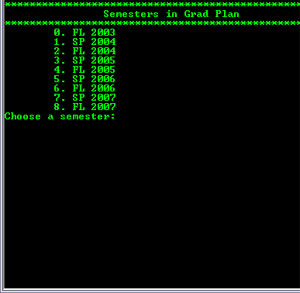 ****************************************
Semesters in Grad Plan
****************************************
0. FL 2003
1. SP 2004
2. FL 2004
3. SP 2005
4. FL 2005
5. SP 2006
6. FL 2006
7. SP 2007
8. FL 2007
Choose a semester: